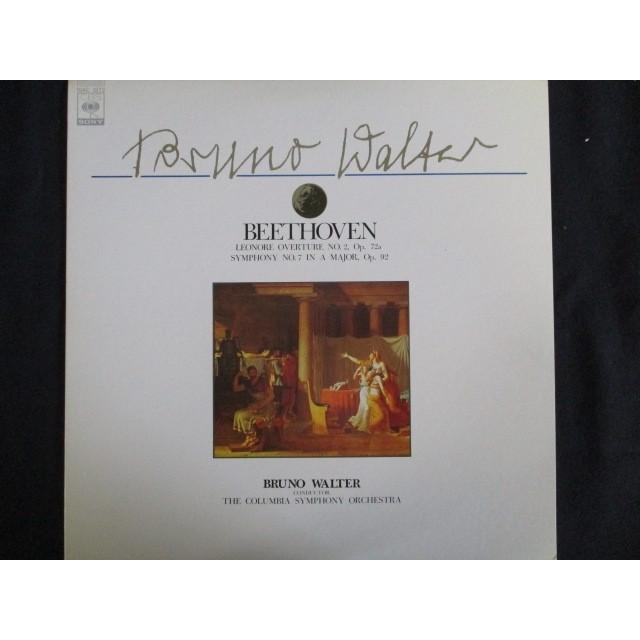 SONY
Bruno Walter
BEETHOVEN
LEONORE OVERTURE NO. 2, Op. 72a
SYMPHONY NO. 7 IN A MAJOR, Op. 92
BRUNO WALTER
CONDUCTOR
THE COLUMBIA SYMPHONY ORCHESTRA